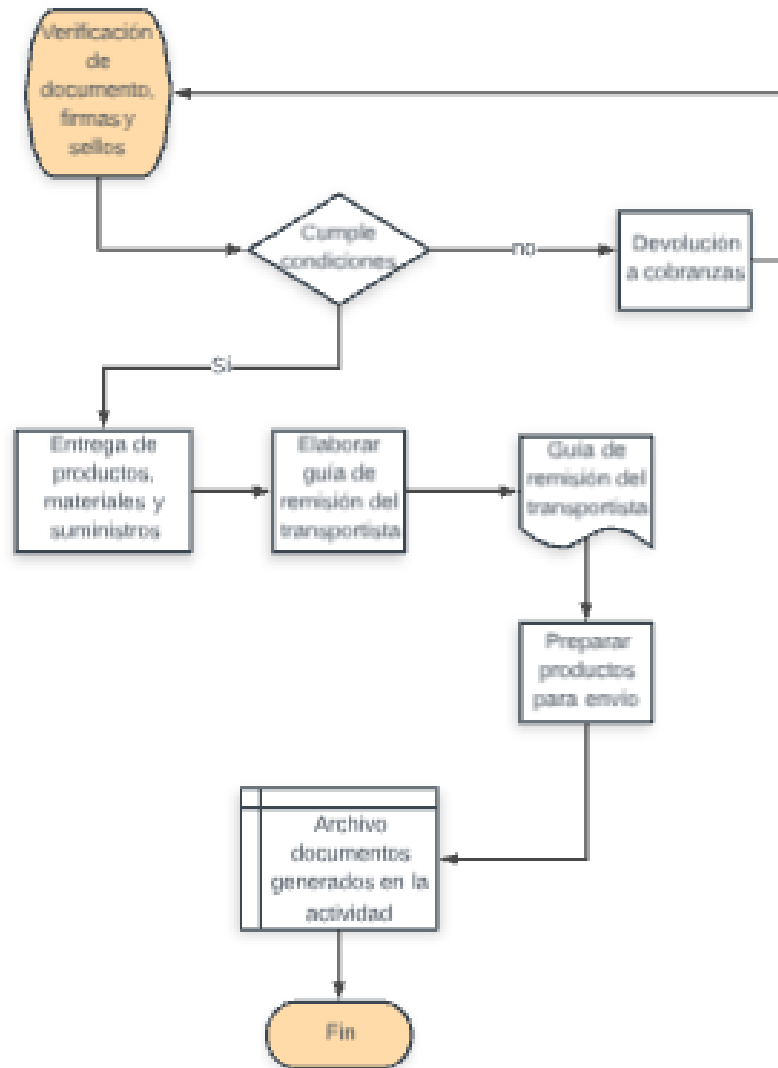 Verificación
de
documento,
firmas y
sellos
Cumple
condiciones
no
Devolución
a cobranzas
Si
Entrega de
productos,
materiales y
suministros
Elaborar
guía de
remisión del
transportista
Guía de
remisión del
transportista
Preparar
productos
para envío
Archivo
documentos
generados en la
actividad
Fin